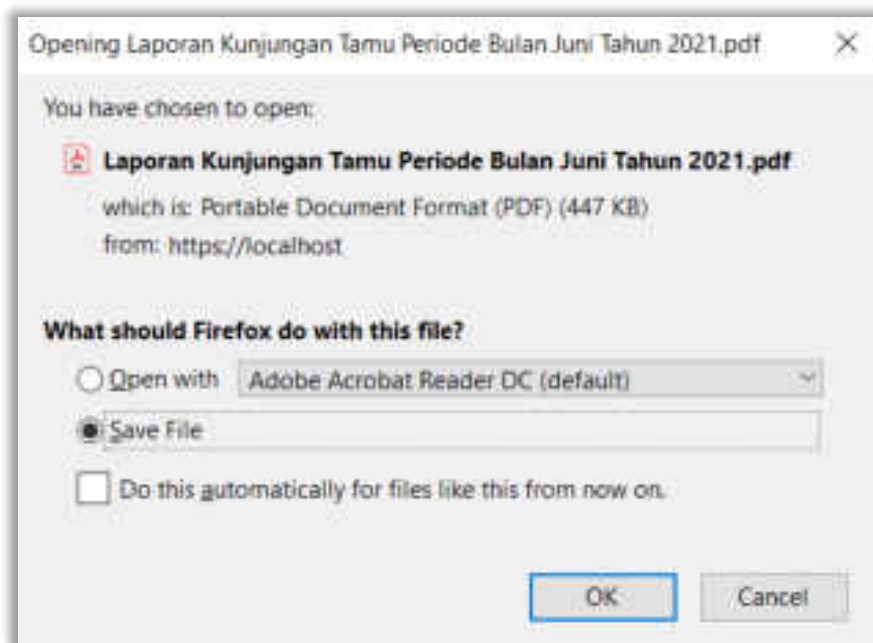 Opening Laporan Kunjungan Tamu Periode Bulan Juni Tahun 2021.pdf
You have chosen to open:
Laporan Kunjungan Tamu Periode Bulan Juni Tahun 2021.pdf
which is: Portable Document Format (PDF) (447 KB)
from: https://localhost
What should Firefox do with this file?
Open with Adobe Acrobat Reader DC (default)
Save File
Do this automatically for files like this from now on.
OK Cancel